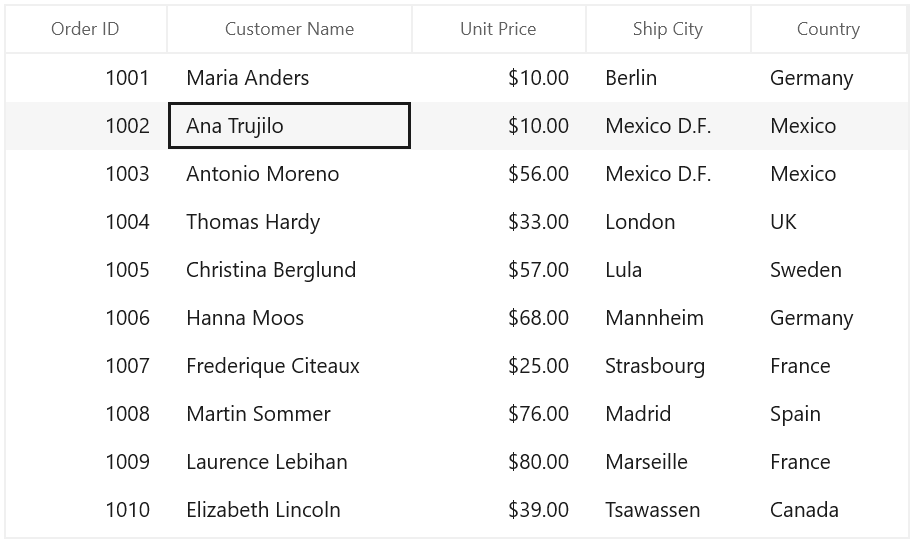 Order ID Customer Name Unit Price Ship City Country
1001 Maria Anders $10.00 Berlin Germany
1002 Ana Trujilo $10.00 Mexico D.F. Mexico
1003 Antonio Moreno $56.00 Mexico D.F. Mexico
1004 Thomas Hardy $33.00 London UK
1005 Christina Berglund $57.00 Lula Sweden
1006 Hanna Moos $68.00 Mannheim Germany
1007 Frederique Citeaux $25.00 Strasbourg France
1008 Martin Sommer $76.00 Madrid Spain
1009 Laurence Lebihan $80.00 Marseille France
1010 Elizabeth Lincoln $39.00 Tsawassen Canada